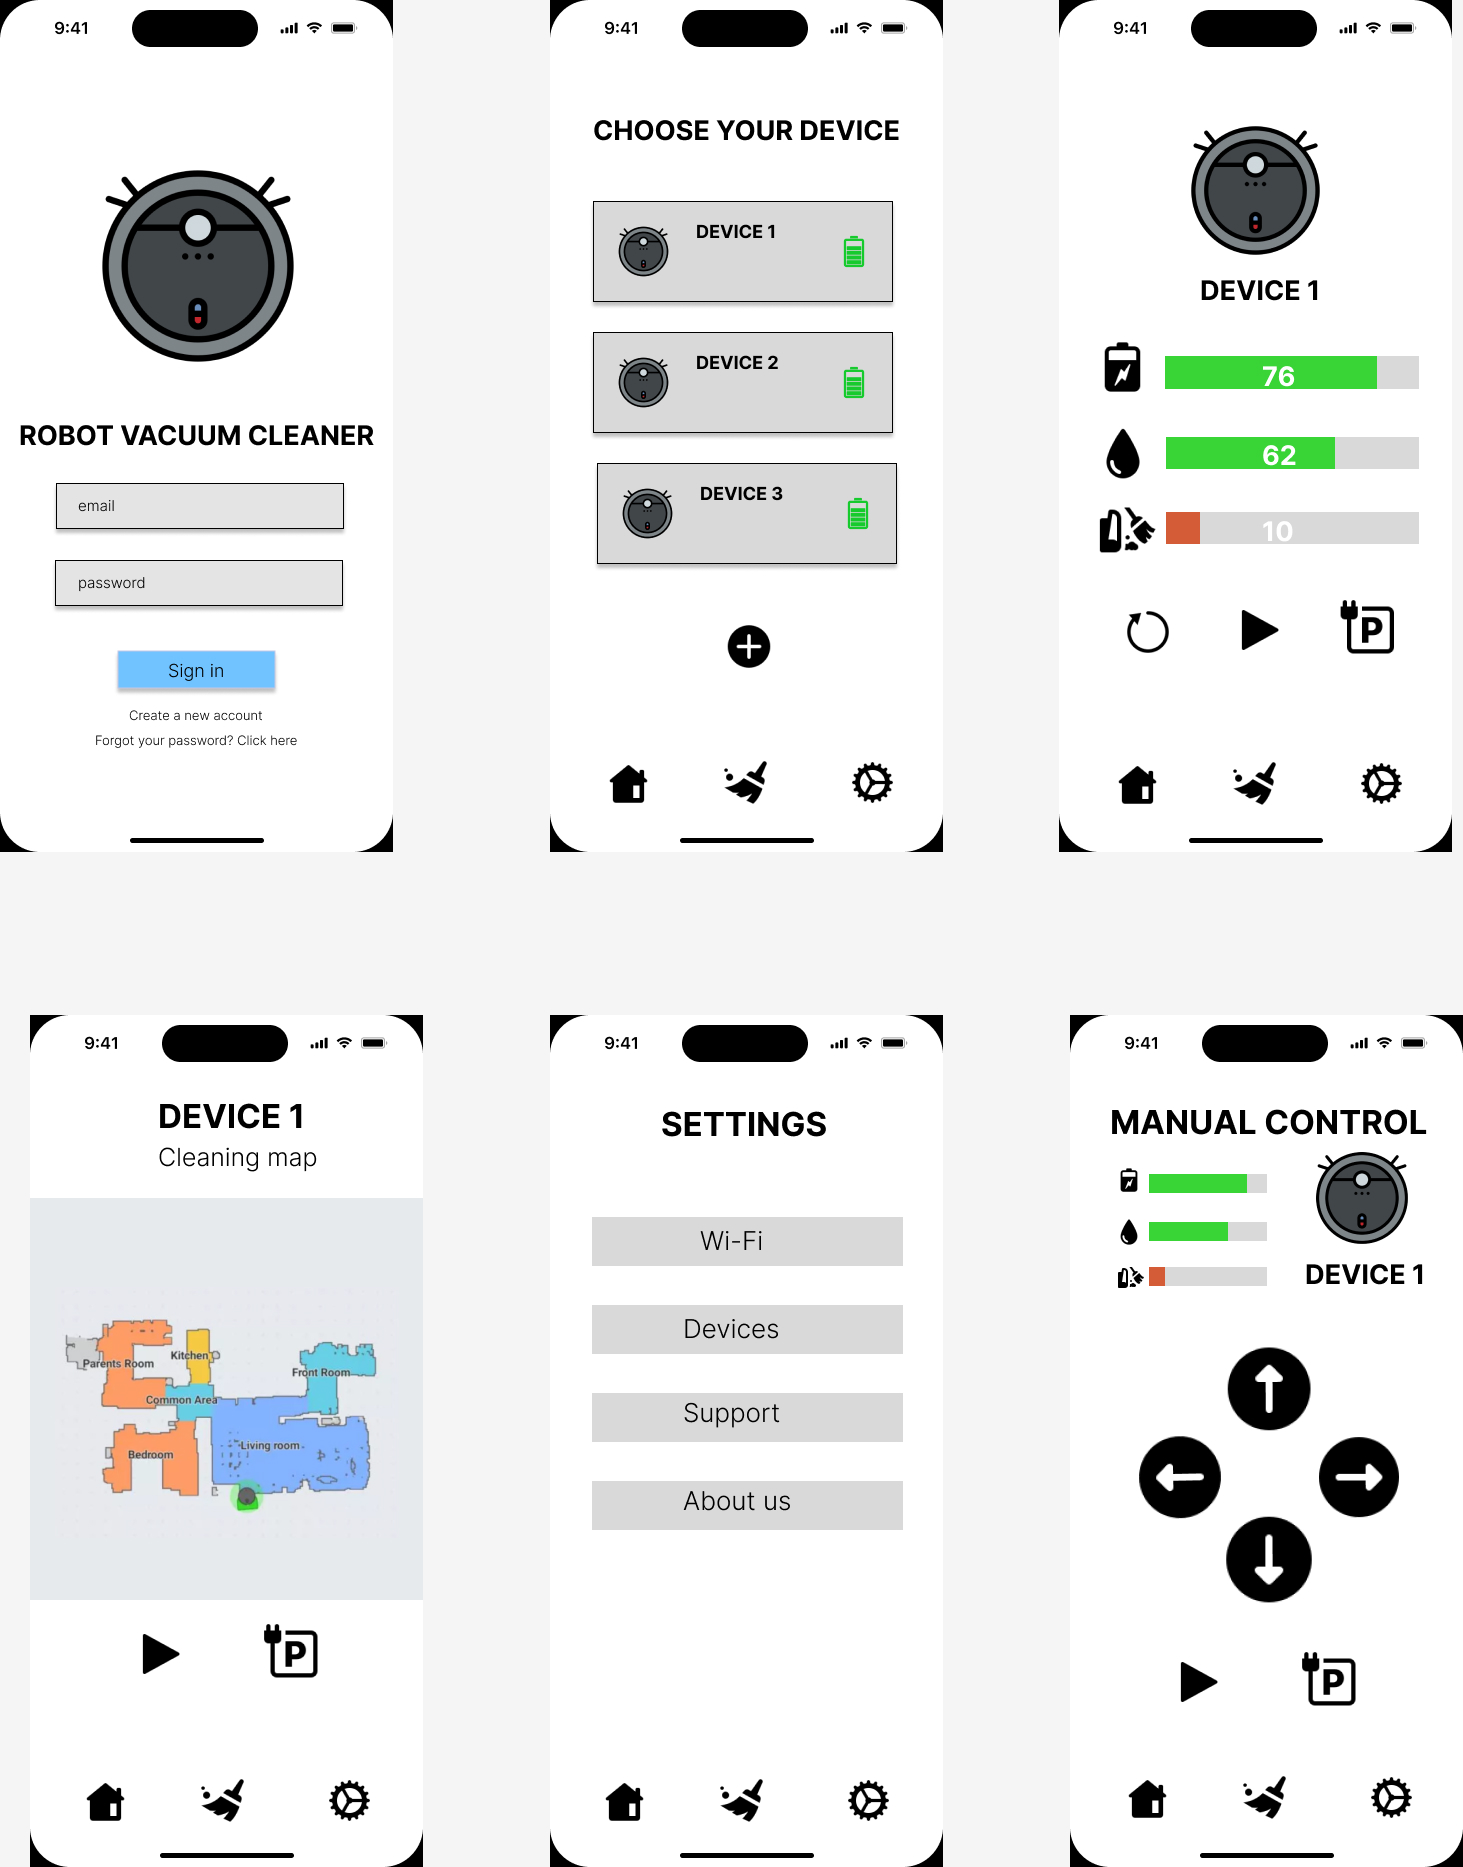 9:41
ROBOT VACUUM CLEANER
email
password
Sign in
Create a new account
Forgot your password? Click here
9:41
CHOOSE YOUR DEVICE
DEVICE 1
DEVICE 2
DEVICE 3
9:41
DEVICE 1
76
62
10
P
9:41
DEVICE 1
Cleaning map
Parents Room
Kitchen
Front Room
Common Area
Living room
Bedroom
P
9:41
SETTINGS
Wi-Fi
Devices
Support
About us
9:41
MANUAL CONTROL
DEVICE 1
P